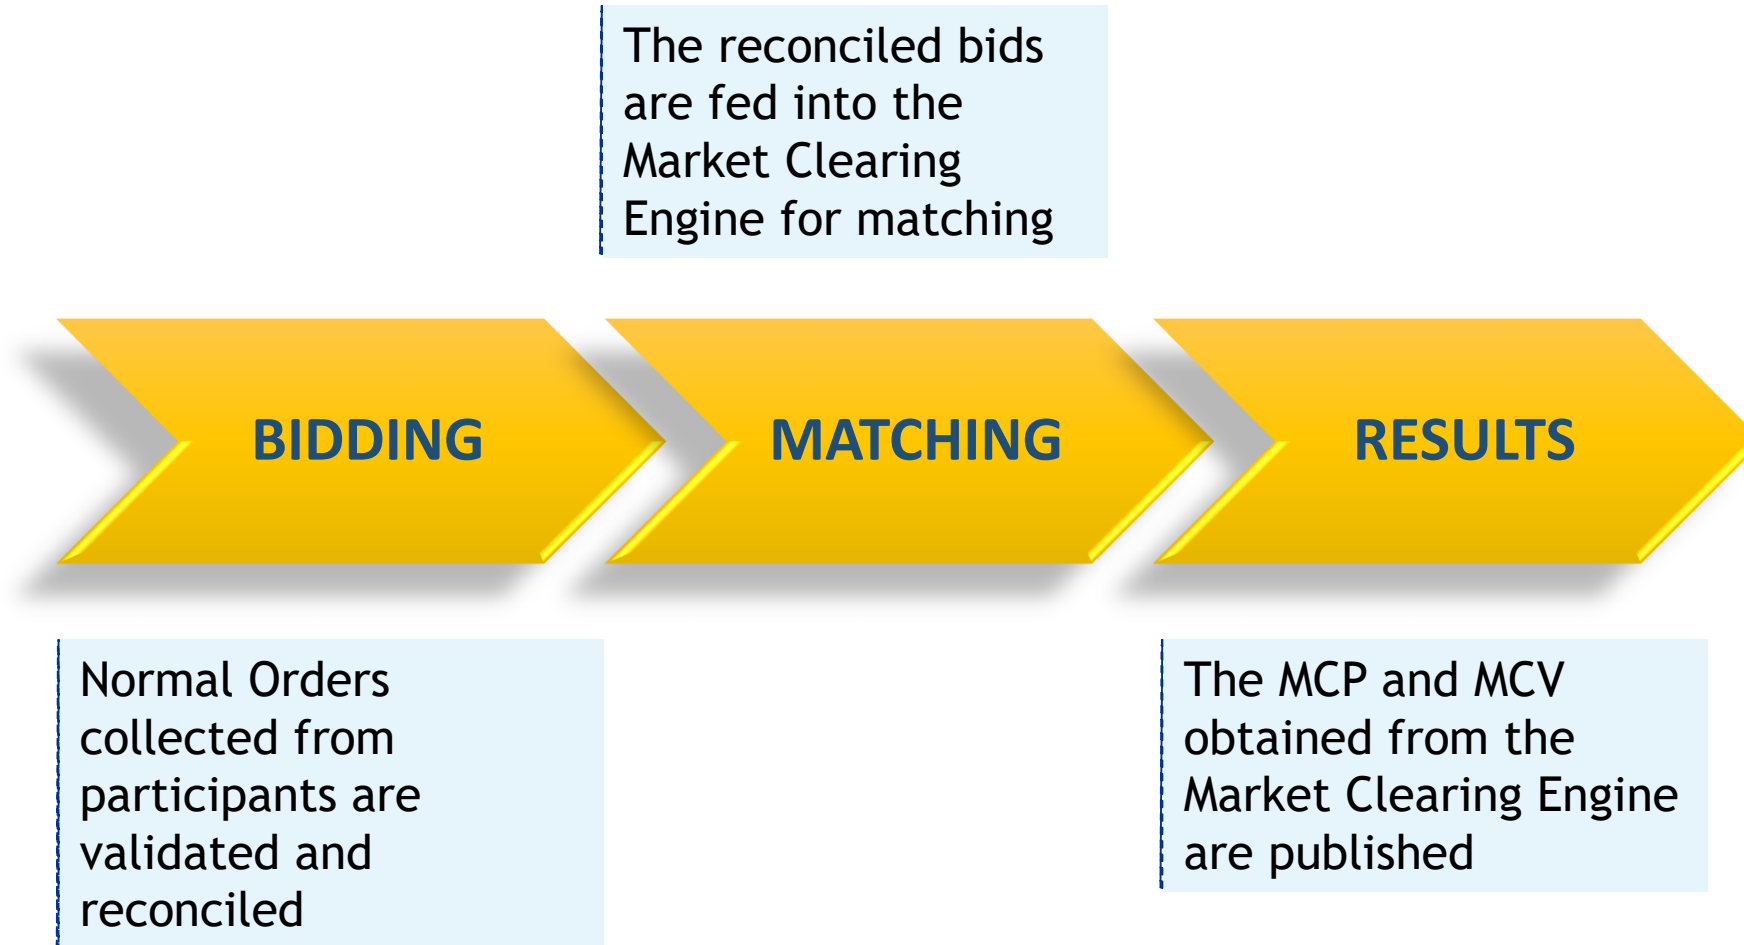 The reconciled bids
are fed into the
Market Clearing
Engine for matching
BIDDING
MATCHING
RESULTS
Normal Orders
collected from
participants are
validated and
reconciled
The MCP and MCV
obtained from the
Market Clearing Engine
are published